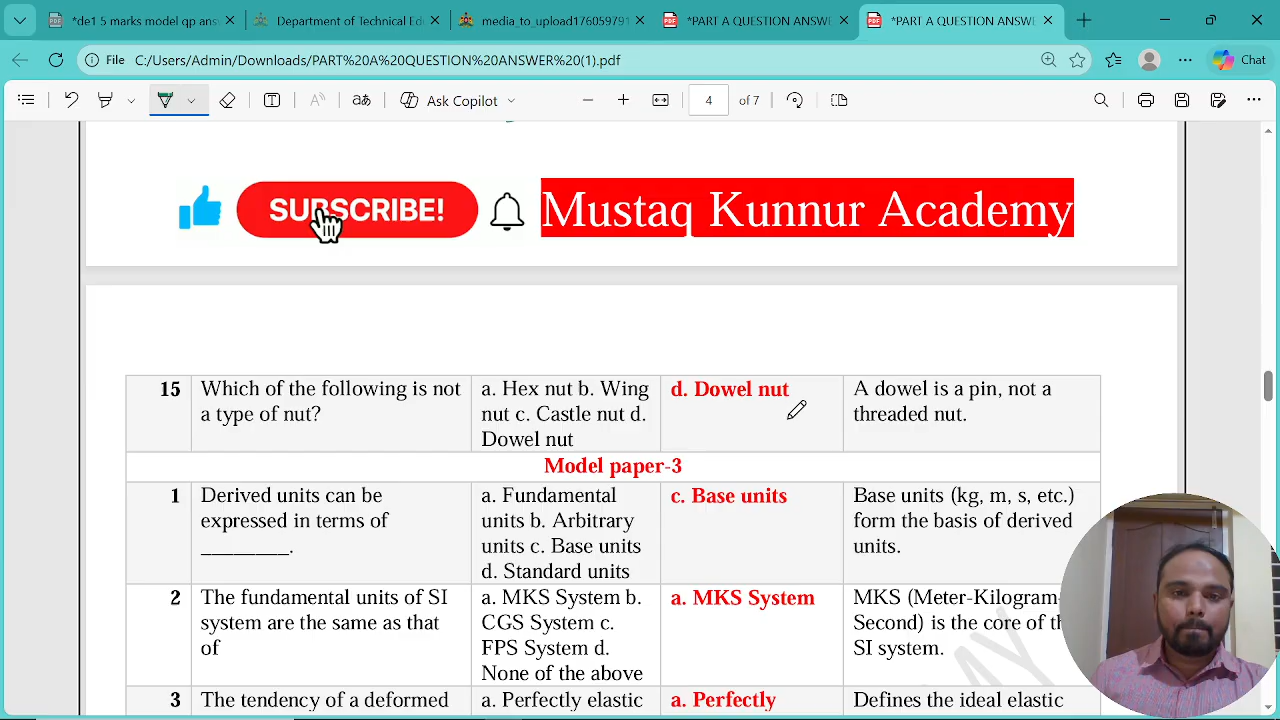 *de1 5 marks model qp ans
Department of Technical Ed
media_to_upload176059791
*PART A QUESTION ANSWE
*PART A QUESTION ANSWE
File
C:/Users/Admin/Downloads/PART%20A%20QUESTION%20ANSWER%20(1).pdf
Chat
Ask Copilot
4
of 7
SUBSCRIBE!
Mustaq Kunnur Academy
15
Which of the following is not
a type of nut?
a. Hex nut b. Wing
nut c. Castle nut d.
Dowel nut
d. Dowel nut
A dowel is a pin, not a
threaded nut.
Model paper-3
1
Derived units can be
expressed in terms of
________.
a. Fundamental
units b. Arbitrary
units c. Base units
d. Standard units
c. Base units
Base units (kg, m, s, etc.)
form the basis of derived
units.
2
The fundamental units of SI
system are the same as that
of
a. MKS System b.
CGS System c.
FPS System d.
None of the above
a. MKS System
MKS (Meter-Kilogram-
Second) is the core of
SI system.
3
The tendency of a deformed
a. Perfectly elastic
a. Perfectly
Defines the ideal elastic